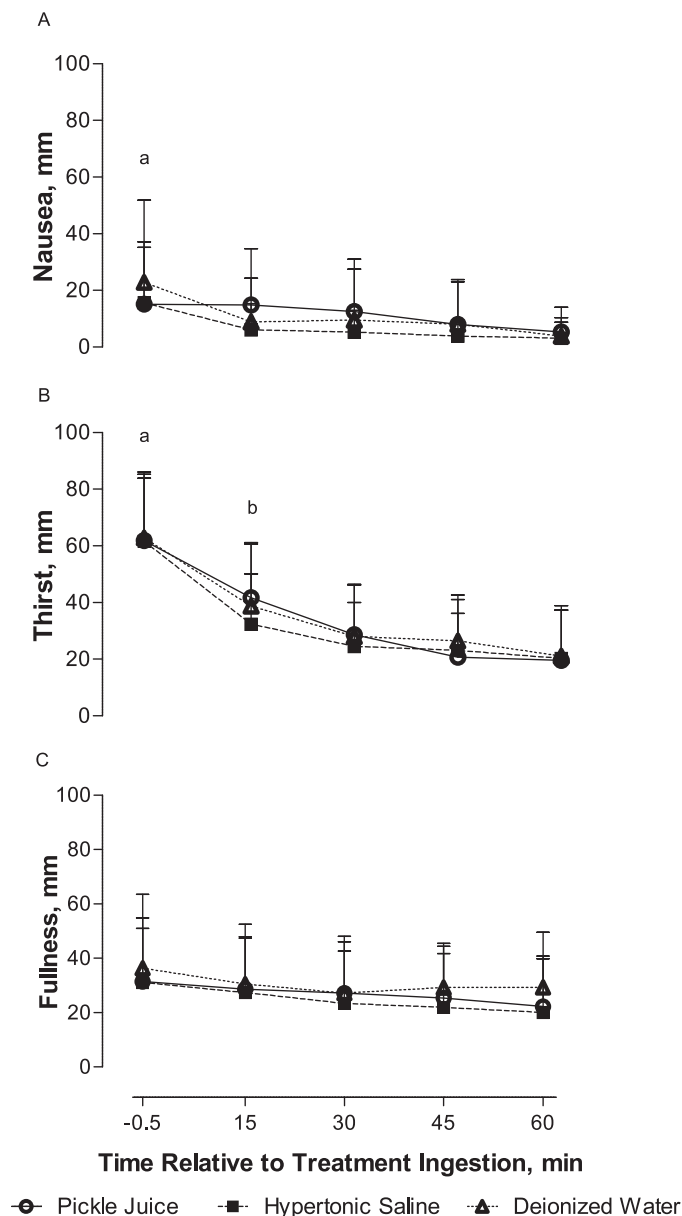 A
100
80
60
40
20
0
Nausea, mm
a
B
100
80
60
40
20
0
Thirst, mm
a
b
C
100
80
60
40
20
0
Fullness, mm
-0.5 15 30 45 60
Time Relative to Treatment Ingestion, min
Pickle Juice Hypertonic Saline Deionized Water